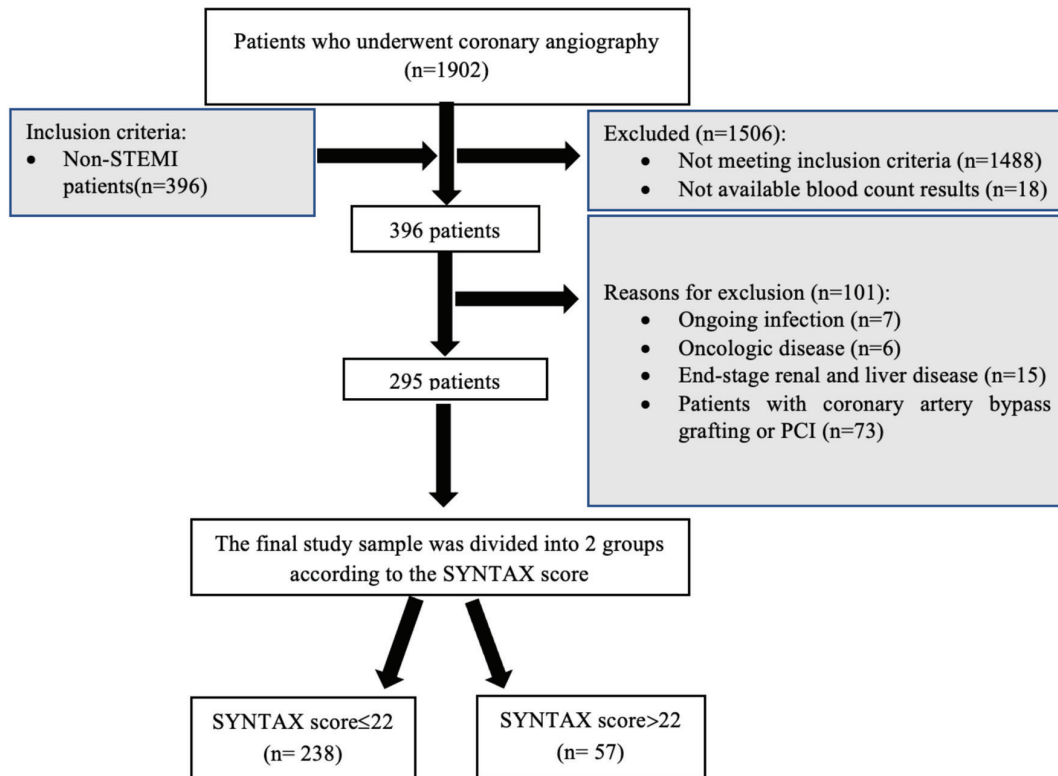 Patients who underwent coronary angiography
(n=1902)
Inclusion criteria:
• Non-STEMI
patients(n=396)
Excluded (n=1506):
• Not meeting inclusion criteria (n=1488)
• Not available blood count results (n=18)
396 patients
Reasons for exclusion (n=101):
• Ongoing infection (n=7)
• Oncologic disease (n=6)
• End-stage renal and liver disease (n=15)
• Patients with coronary artery bypass
grafting or PCI (n=73)
295 patients
The final study sample was divided into 2 groups
according to the SYNTAX score
SYNTAX score≤22
(n= 238)
SYNTAX score>22
(n= 57)